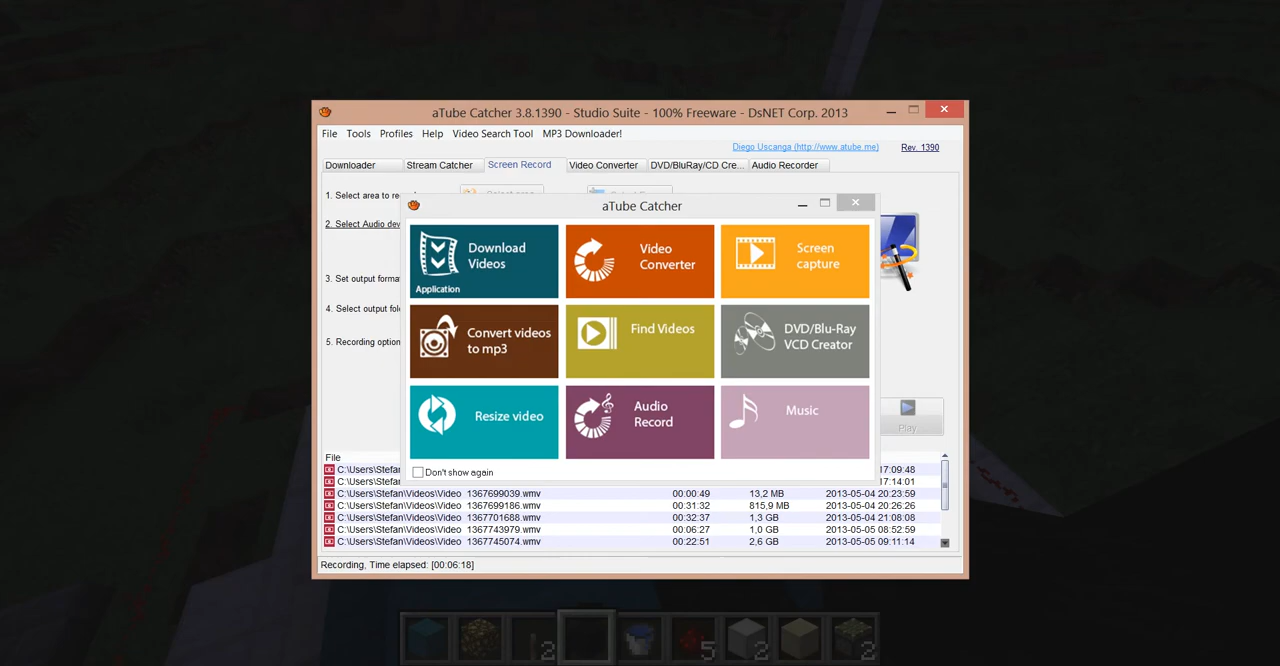 aTube Catcher 3.8.1390 - Studio Suite - 100% Freeware - DsNET Corp. 2013
File Tools Profiles Help Video Search Tool MP3 Downloader!
Diego Uscanga (http://www.atube.me) Rev. 1390
Downloader Stream Catcher Screen Record Video Converter DVD/BluRay/CD Cre... Audio Recorder
1. Select area to re
2. Select Audio dev
3. Set output forma
4. Select output fol
5. Recording option
aTube Catcher
Download
Videos
Application
Video
Converter
Screen
capture
Convert videos
to mp3
Find Videos
DVD/Blu-Ray
VCD Creator
Resize video
Audio
Record
Music
Don't show again
Play
File
C:\Users\Stefan 17:09:48
C:\Users\Stefan 17:14:01
C:\Users\Stefan\Videos\Video 1367699039.wmv 00:00:49 13,2 MB 2013-05-04 20:23:59
C:\Users\Stefan\Videos\Video 1367699186.wmv 00:31:32 815,9 MB 2013-05-04 20:26:26
C:\Users\Stefan\Videos\Video 1367701688.wmv 00:32:37 1,3 GB 2013-05-04 21:08:08
C:\Users\Stefan\Videos\Video 1367743979.wmv 00:06:27 1,0 GB 2013-05-05 08:52:59
C:\Users\Stefan\Videos\Video 1367745074.wmv 00:22:51 2,6 GB 2013-05-05 09:11:14
Recording, Time elapsed: [00:06:18]
2 5 2 2